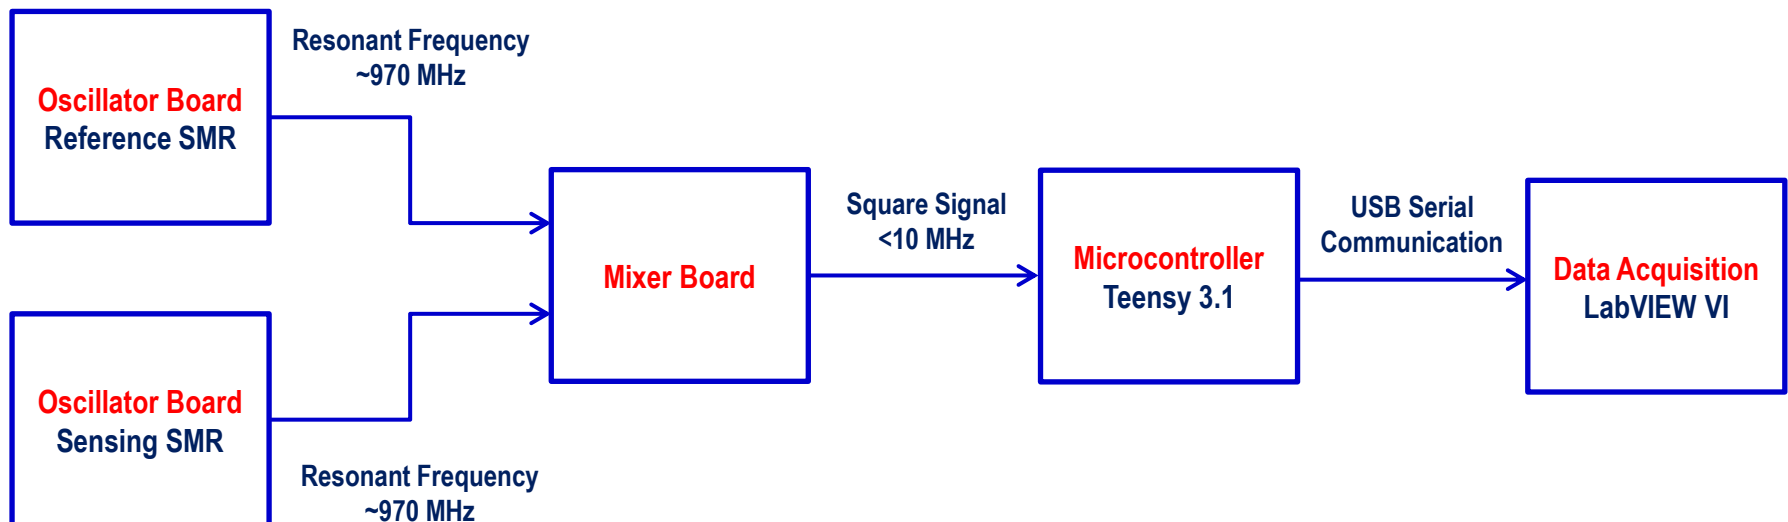 Oscillator Board
Reference SMR
Resonant Frequency
~970 MHz
Oscillator Board
Sensing SMR
Resonant Frequency
~970 MHz
Mixer Board
Square Signal
<10 MHz
Microcontroller
Teensy 3.1
USB Serial
Communication
Data Acquisition
LabVIEW VI